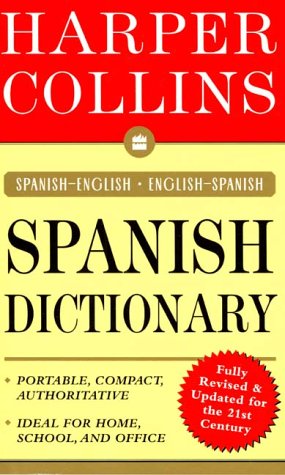 HARPER
COLLINS
SPANISH–ENGLISH • ENGLISH–SPANISH
SPANISH
DICTIONARY
• PORTABLE, COMPACT,
AUTHORITATIVE
• IDEAL FOR HOME,
SCHOOL, AND OFFICE
Fully
Revised &
Updated for
the 21st
Century